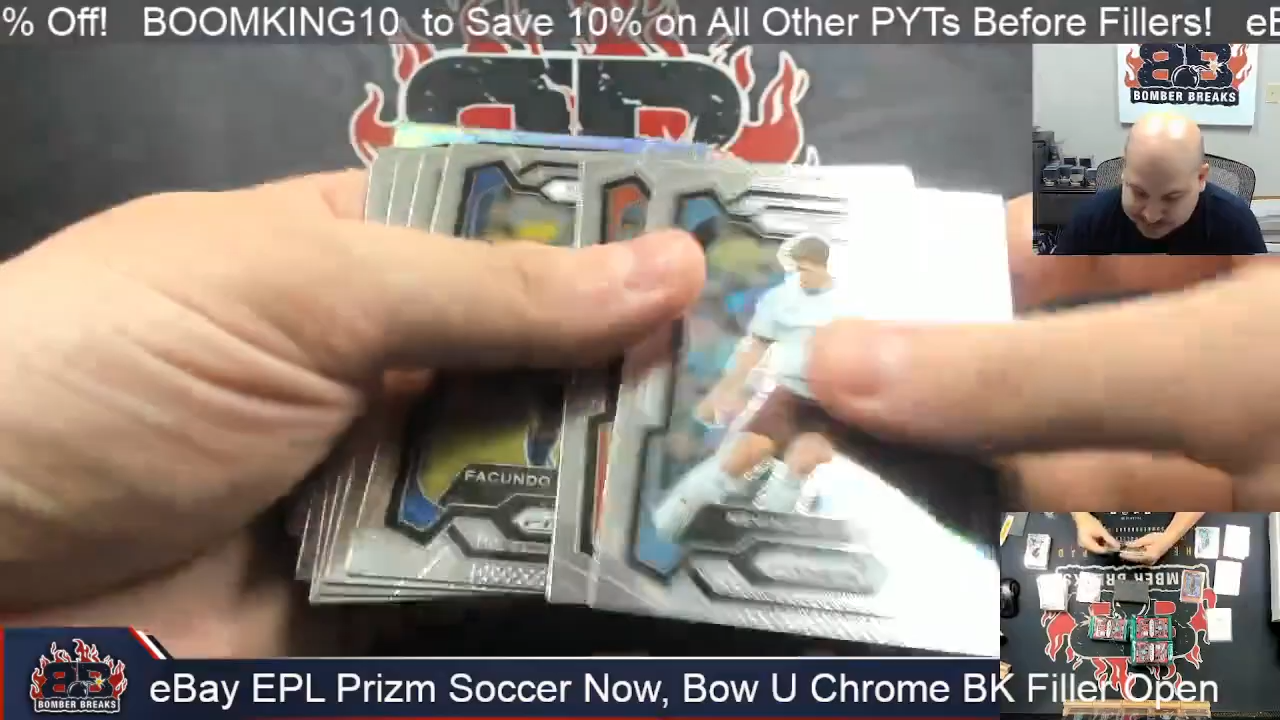 % Off! BOOMKING10 to Save 10% on All Other PYTs Before Fillers! eB
BOMBER BREAKS
FACUNDO
BOMBER BREAKS
eBay EPL Prizm Soccer Now, Bow U Chrome BK Filler Open